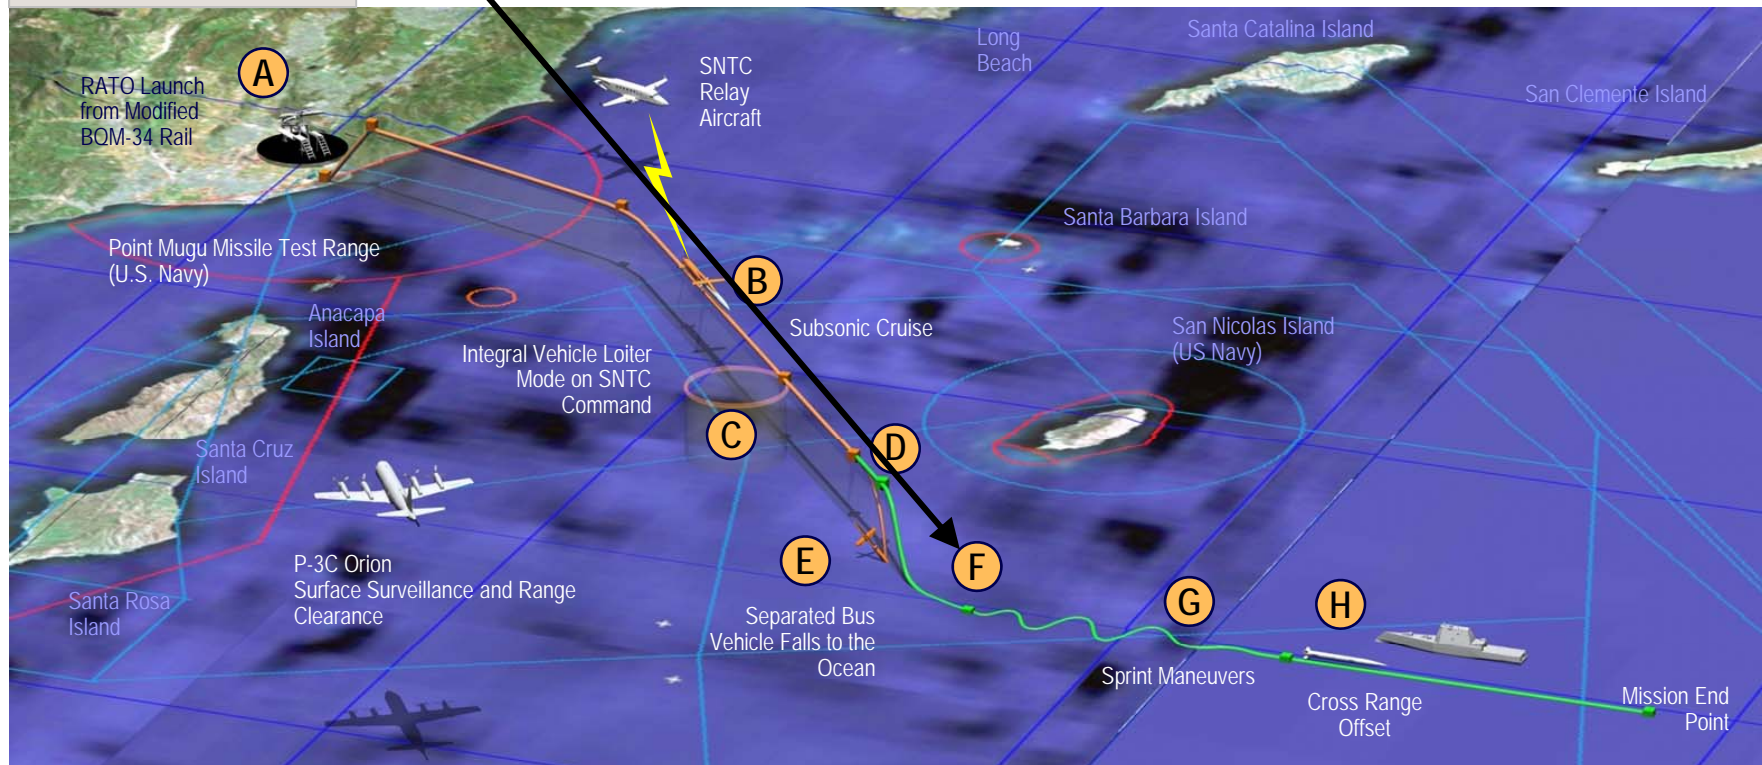 A
RATO Launch
from Modified
BQM-34 Rail
SNTC
Relay
Aircraft
Long
Beach
Santa Catalina Island
San Clemente Island
Point Mugu Missile Test Range
(U.S. Navy)
Santa Barbara Island
B
Subsonic Cruise
Anacapa
Island
San Nicolas Island
(US Navy)
Integral Vehicle Loiter
Mode on SNTC
Command
C
D
Santa Cruz
Island
P-3C Orion
Surface Surveillance and Range
Clearance
Santa Rosa
Island
E
F
Separated Bus
Vehicle Falls to the
Ocean
G
H
Sprint Maneuvers
Cross Range
Offset
Mission End
Point